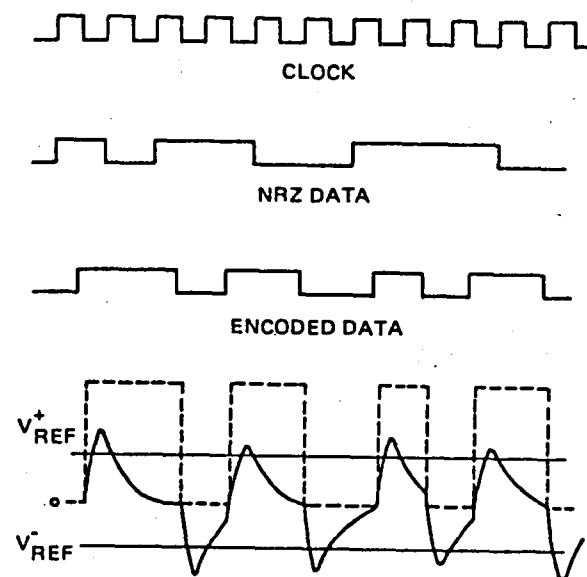 CLOCK
NRZ DATA
ENCODED DATA
V+REF
o
V-REF